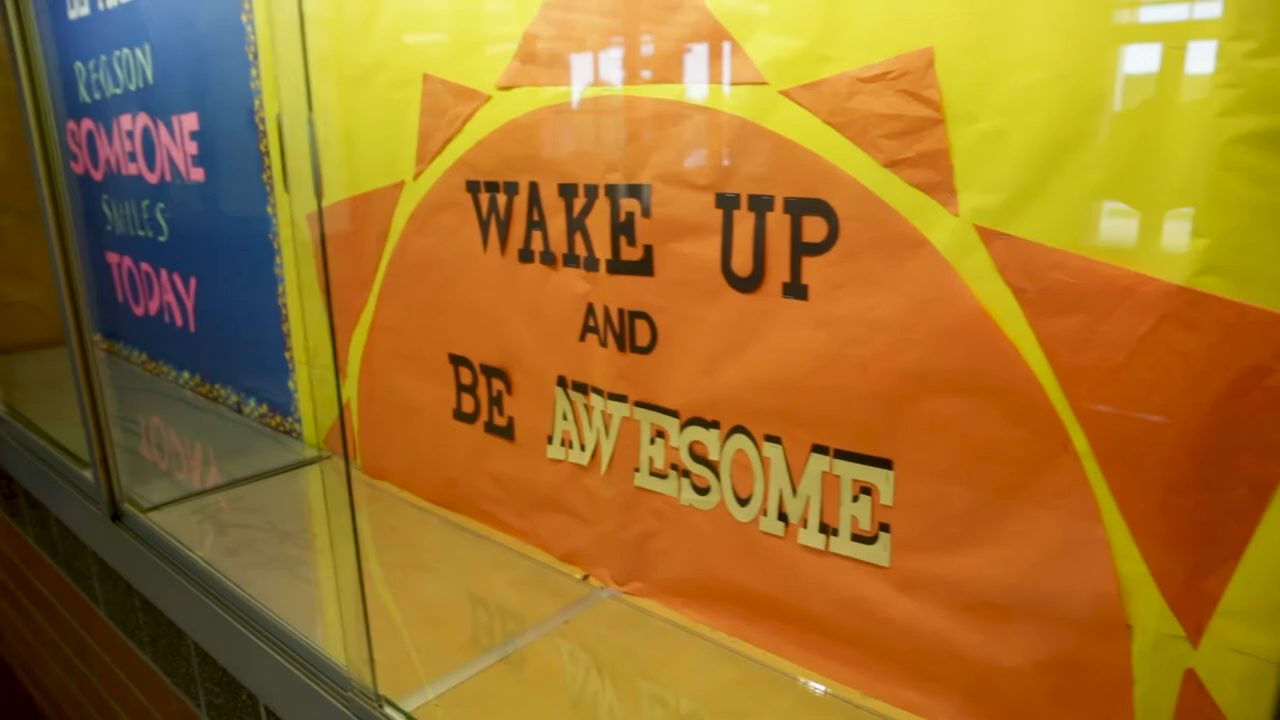 REASON
SOMEONE
SMILES
TODAY
WAKE UP
AND
BE AWESOME